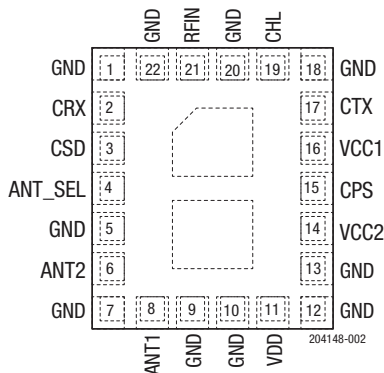 GND RFIN GND CHL
GND 1 22 21 20 19 18 GND
CRX 2 17 CTX
CSD 3 16 VCC1
ANT_SEL 4 15 CPS
GND 5 14 VCC2
ANT2 6 13 GND
GND 7 8 9 10 11 12 GND
ANT1 GND GND VDD
204148-002